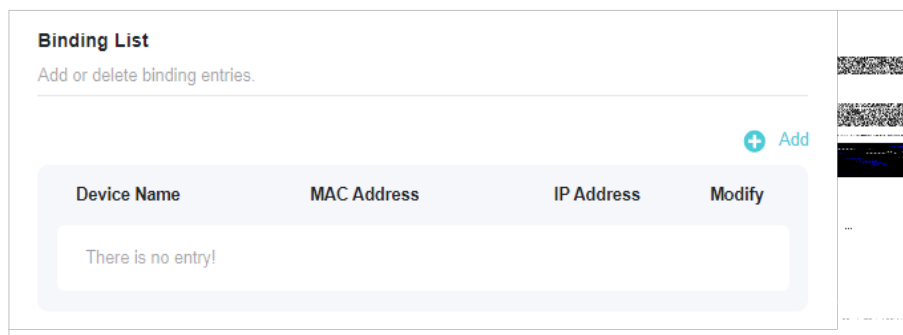 Binding List
Add or delete binding entries.
Add
Device Name MAC Address IP Address Modify
There is no entry!
...